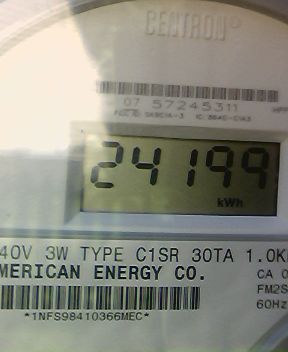 CENTRON®
07 57245311
24199
kWh
40V 3W TYPE C1SR 30TA 1.0K
MERICAN ENERGY CO.
CA 0
FM2S
60Hz
*1NFS98410366MEC*